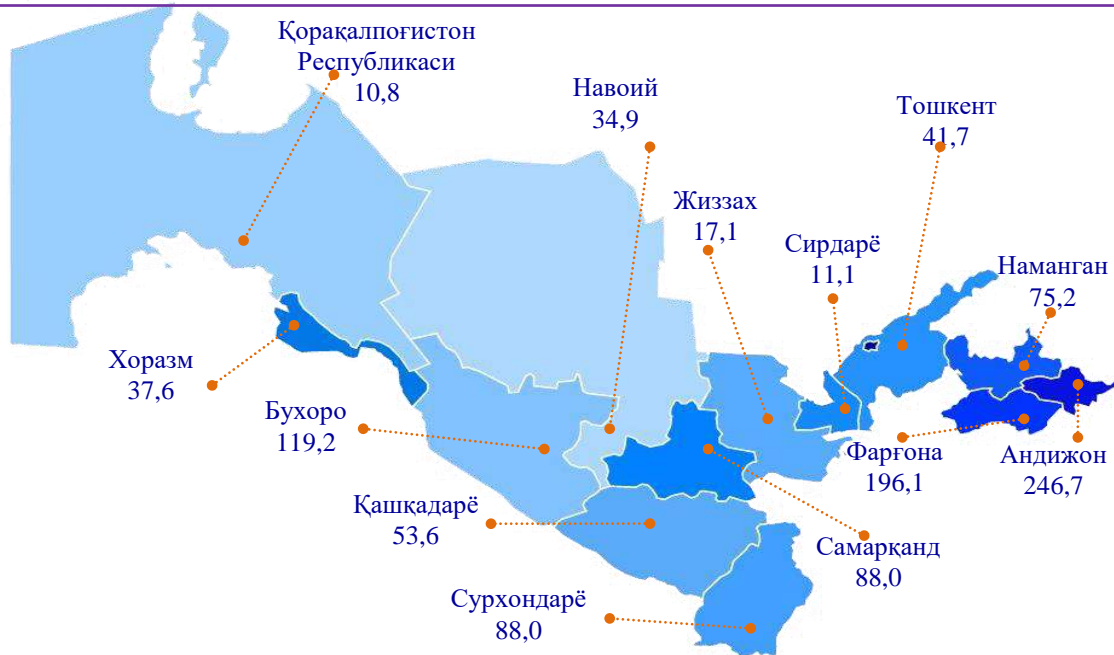 Қорақалпоғистон
Республикаси
10,8
Навоий
34,9
Тошкент
41,7
Жиззах
17,1
Сирдарё
11,1
Наманган
75,2
Хоразм
37,6
Бухоро
119,2
Фарғона
196,1
Андижон
246,7
Қашқадарё
53,6
Самарқанд
88,0
Сурхондарё
88,0